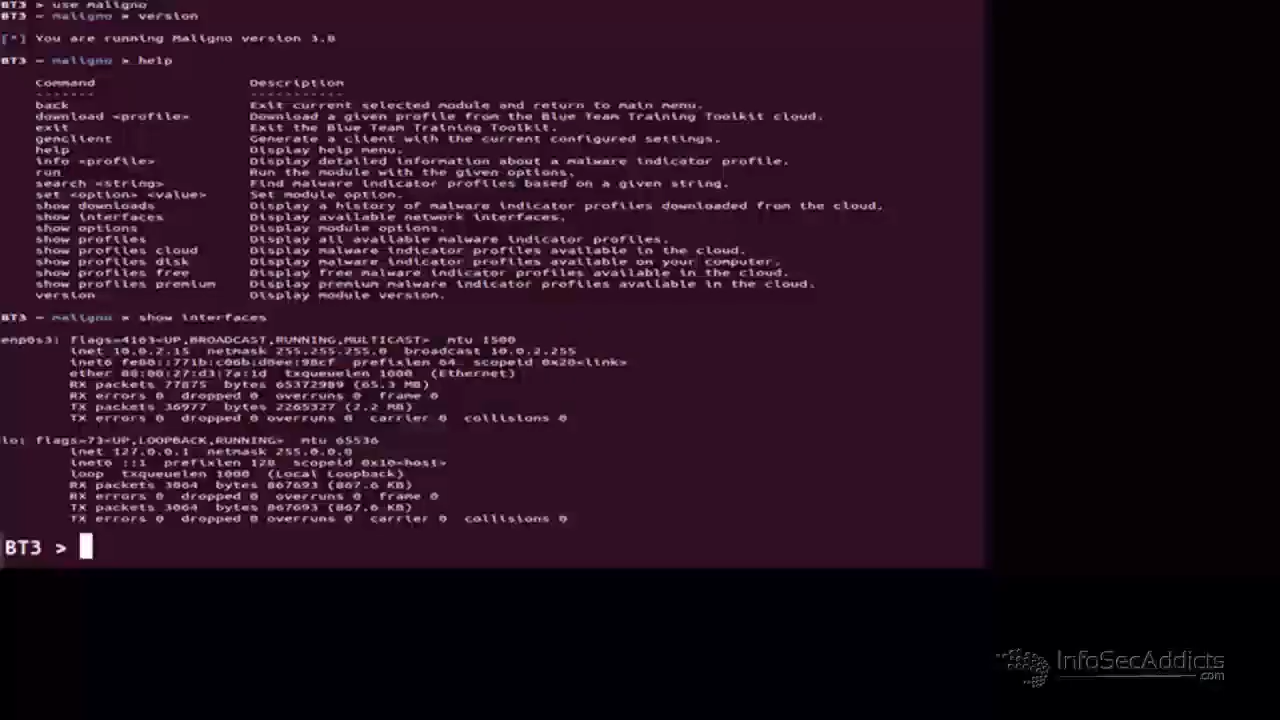 BT3 > use maligno
BT3 - maligno > version
[*] You are running Maligno version 3.0
BT3 - maligno > help
Command Description
------- -----------
back Exit current selected module and return to main menu.
download <profile> Download a given profile from the Blue Team Training Toolkit cloud.
exit Exit the Blue Team Training Toolkit.
genclient Generate a client with the current configured settings.
help Display help menu.
info <profile> Display detailed information about a malware indicator profile.
run Run the module with the given options.
search <string> Find malware indicator profiles based on a given string.
set <option> <value> Set module option.
show downloads Display a history of malware indicator profiles downloaded from the cloud.
show interfaces Display available network interfaces.
show options Display module options.
show profiles Display all available malware indicator profiles.
show profiles cloud Display malware indicator profiles available in the cloud.
show profiles disk Display malware indicator profiles available on your computer.
show profiles free Display free malware indicator profiles available in the cloud.
show profiles premium Display premium malware indicator profiles available in the cloud.
version Display module version.
BT3 - maligno > show interfaces
enp0s3: flags=4163<UP,BROADCAST,RUNNING,MULTICAST> mtu 1500
inet 10.0.2.15 netmask 255.255.255.0 broadcast 10.0.2.255
inet6 prefixlen 64 scopeid 0x20<link>
ether 08:00:27:d3:7a:1d txqueuelen 1000 (Ethernet)
RX packets 77875 bytes 65372989 (65.3 MB)
RX errors 0 dropped 0 overruns 0 frame 0
TX packets 36977 bytes 2265327 (2.2 MB)
TX errors 0 dropped 0 overruns 0 carrier 0 collisions 0
lo: flags=73<UP,LOOPBACK,RUNNING> mtu 65536
inet 127.0.0.1 netmask 255.0.0.0
inet6 ::1 prefixlen 128 scopeid 0x10<host>
loop txqueuelen 1000 (Local Loopback)
RX packets 3064 bytes 867693 (867.6 KB)
RX errors 0 dropped 0 overruns 0 frame 0
TX packets 3064 bytes 867693 (867.6 KB)
TX errors 0 dropped 0 overruns 0 carrier 0 collisions 0
BT3 >
InfoSecAddicts
.com